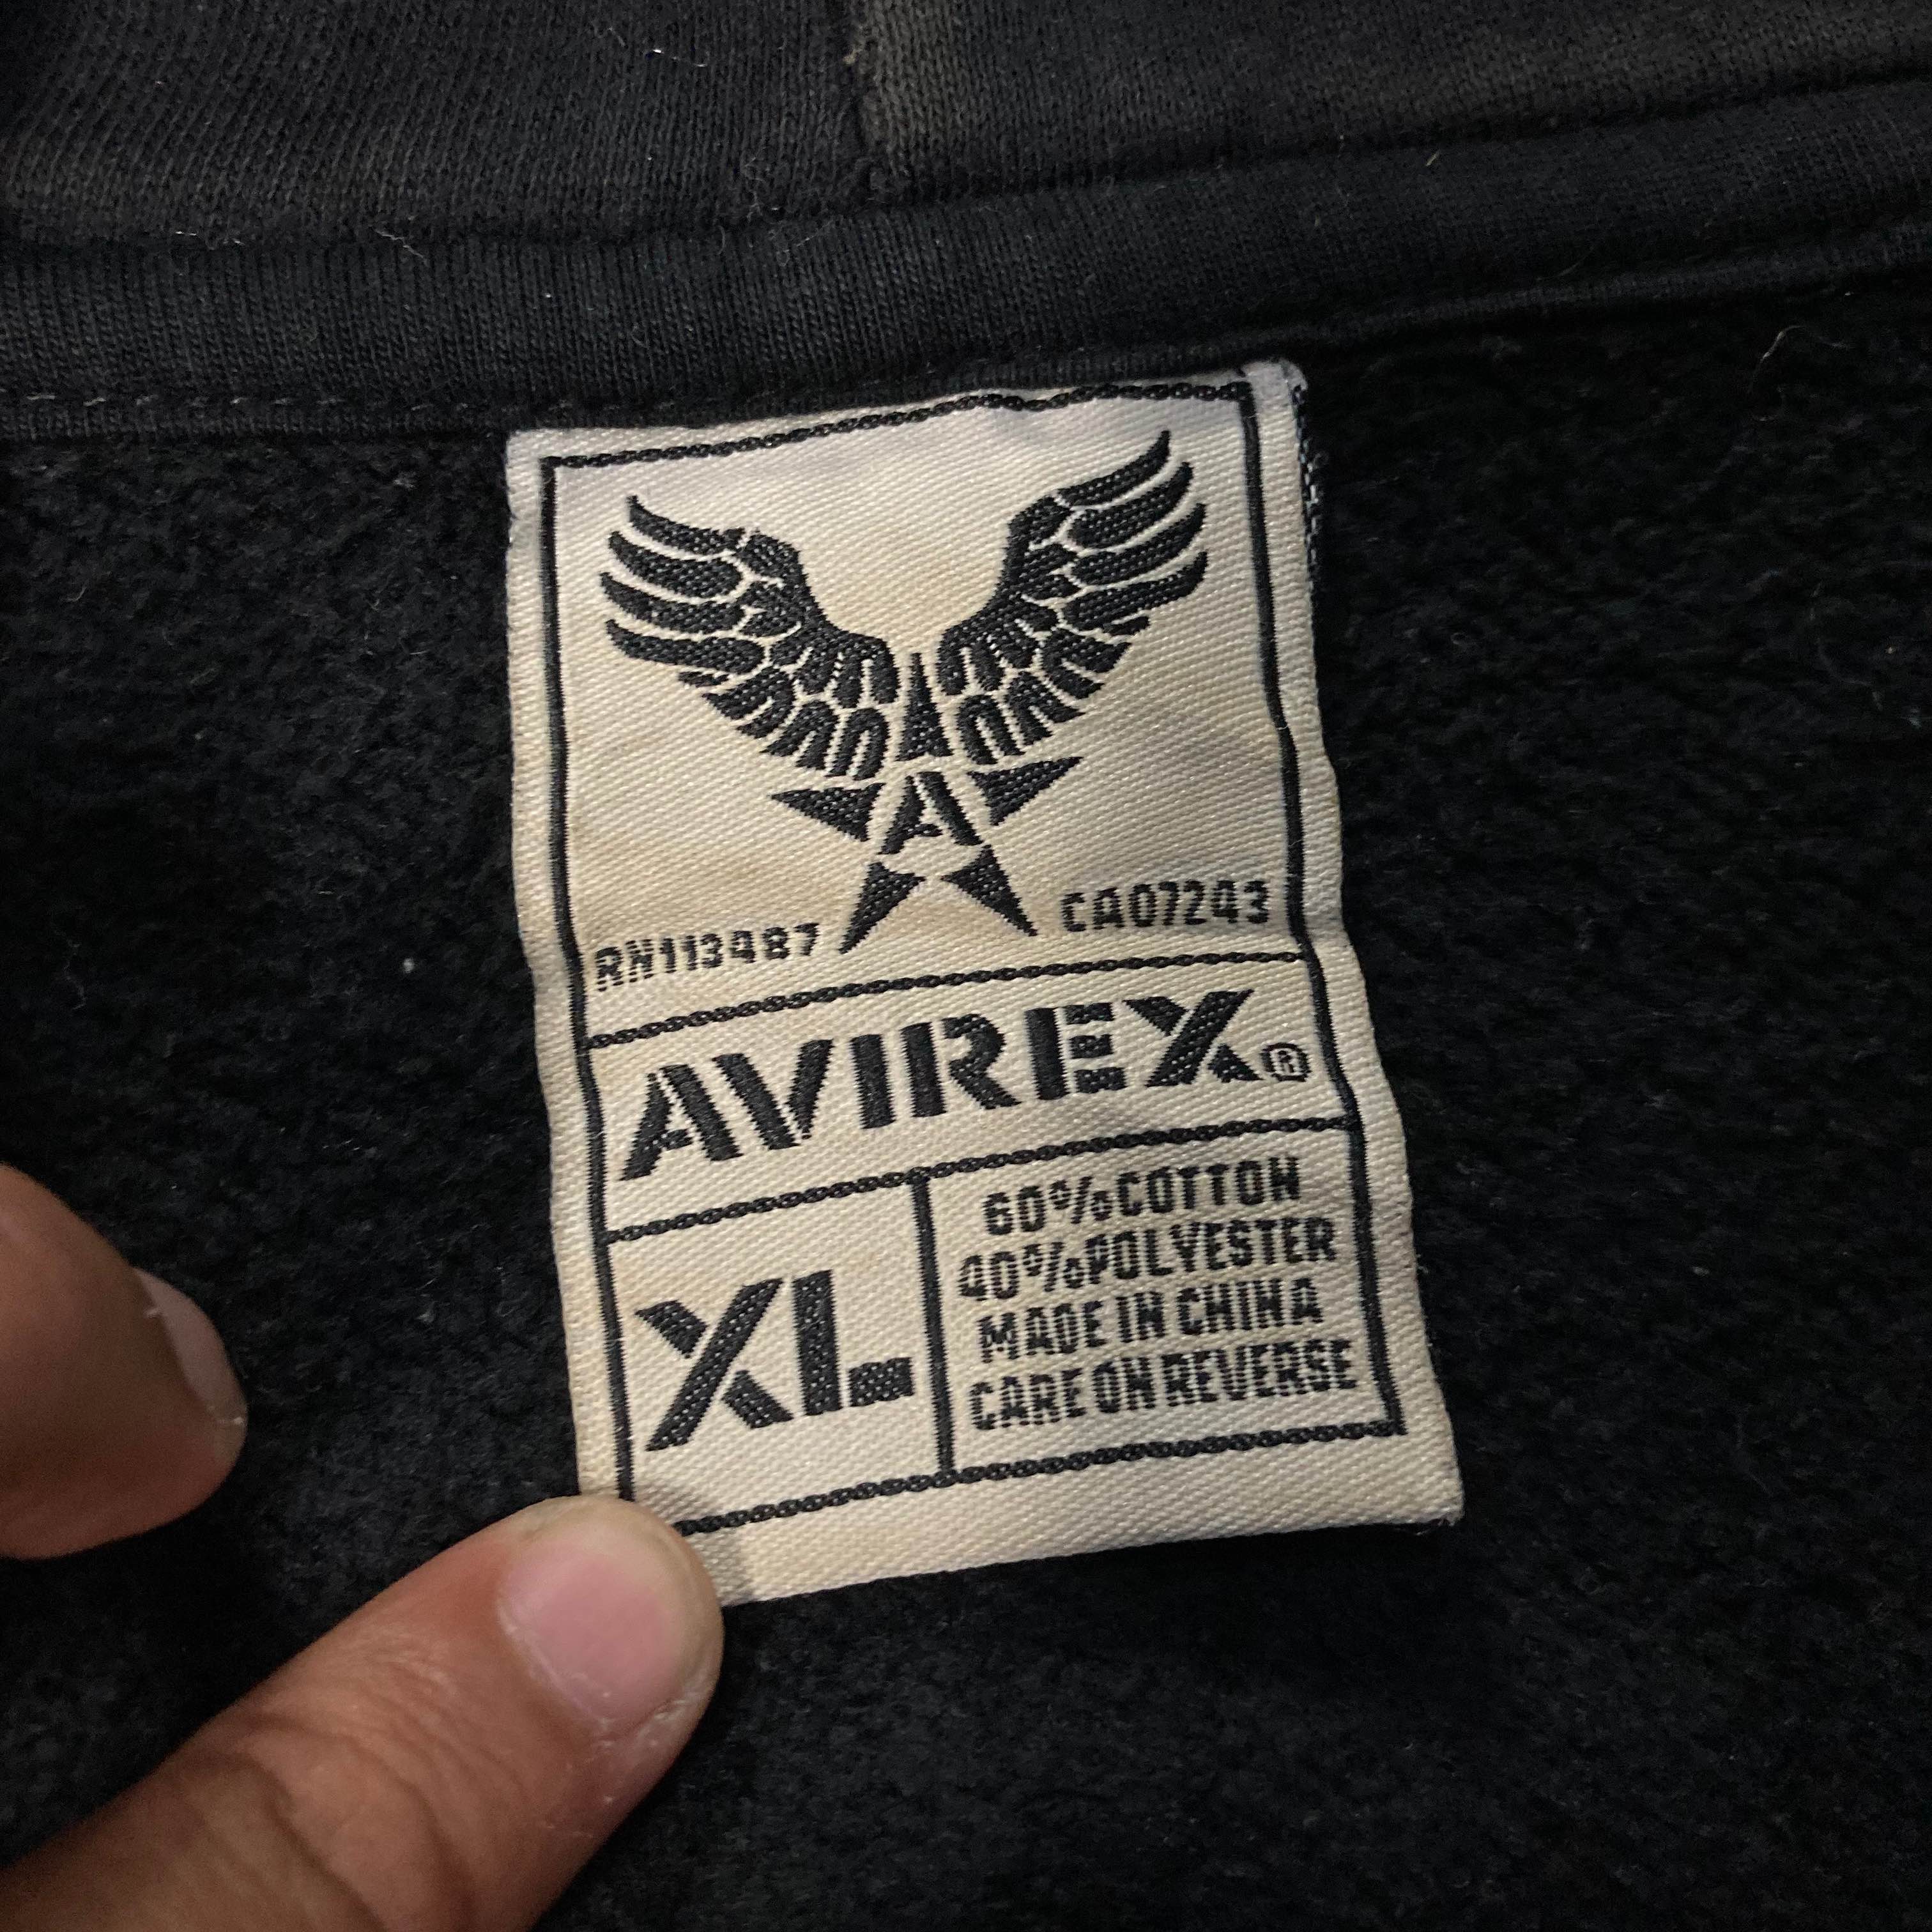 A
RN113487 CA07243
AVIREX®
XL
60%COTTON
40%POLYESTER
MADE IN CHINA
CARE ON REVERSE